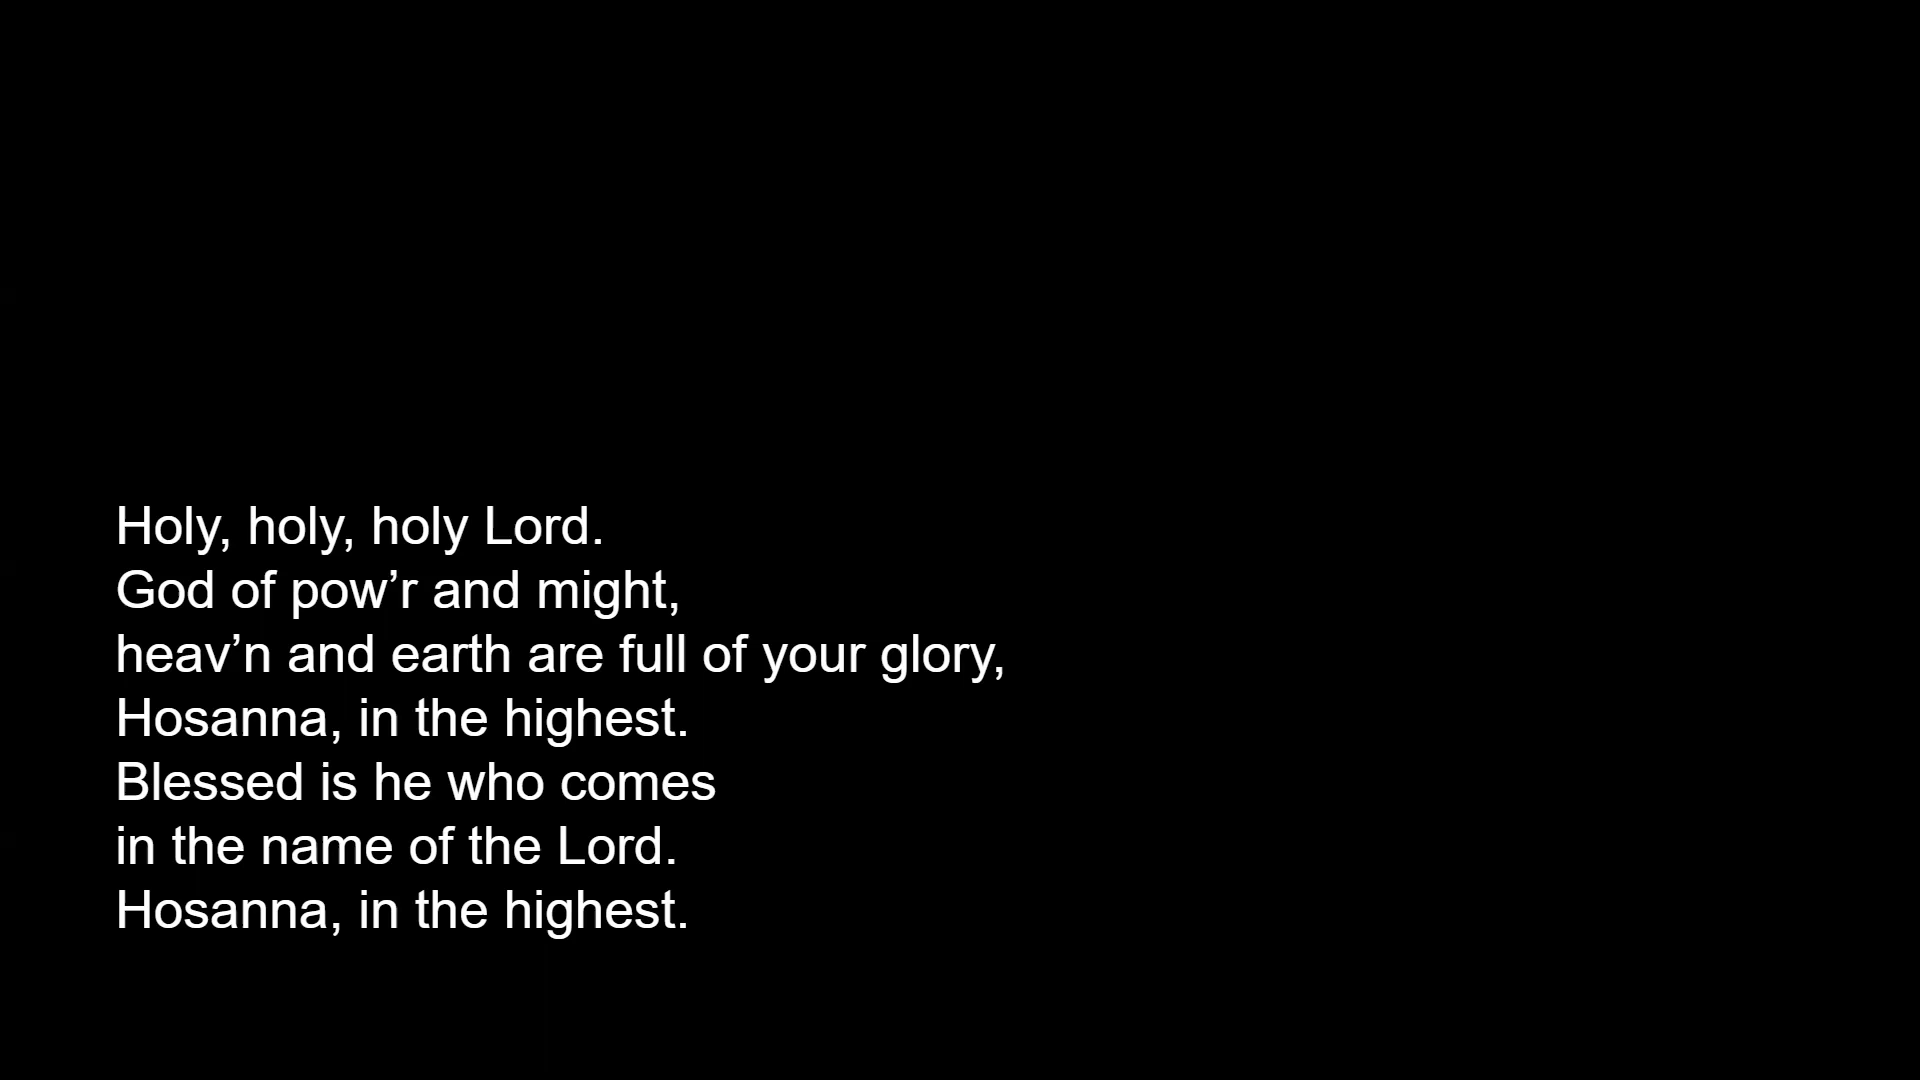 Holy, holy, holy Lord.
God of pow’r and might,
heav’n and earth are full of your glory,
Hosanna, in the highest.
Blessed is he who comes
in the name of the Lord.
Hosanna, in the highest.